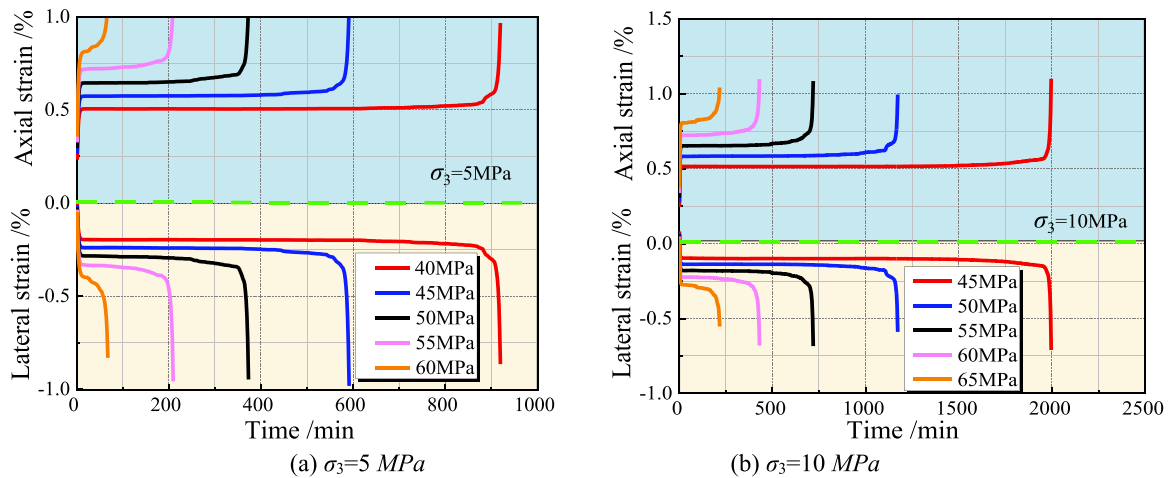 Axial strain /%
Lateral strain /%
1.0
0.5
0.0
-0.5
-1.0
σ3=5MPa
40MPa
45MPa
50MPa
55MPa
60MPa
0 200 400 600 800 1000
Time /min
(a) σ3=5 MPa
Axial strain /%
Lateral strain /%
1.5
1.0
0.5
0.0
-0.5
-1.0
σ3=10MPa
45MPa
50MPa
55MPa
60MPa
65MPa
0 500 1000 1500 2000 2500
Time /min
(b) σ3=10 MPa